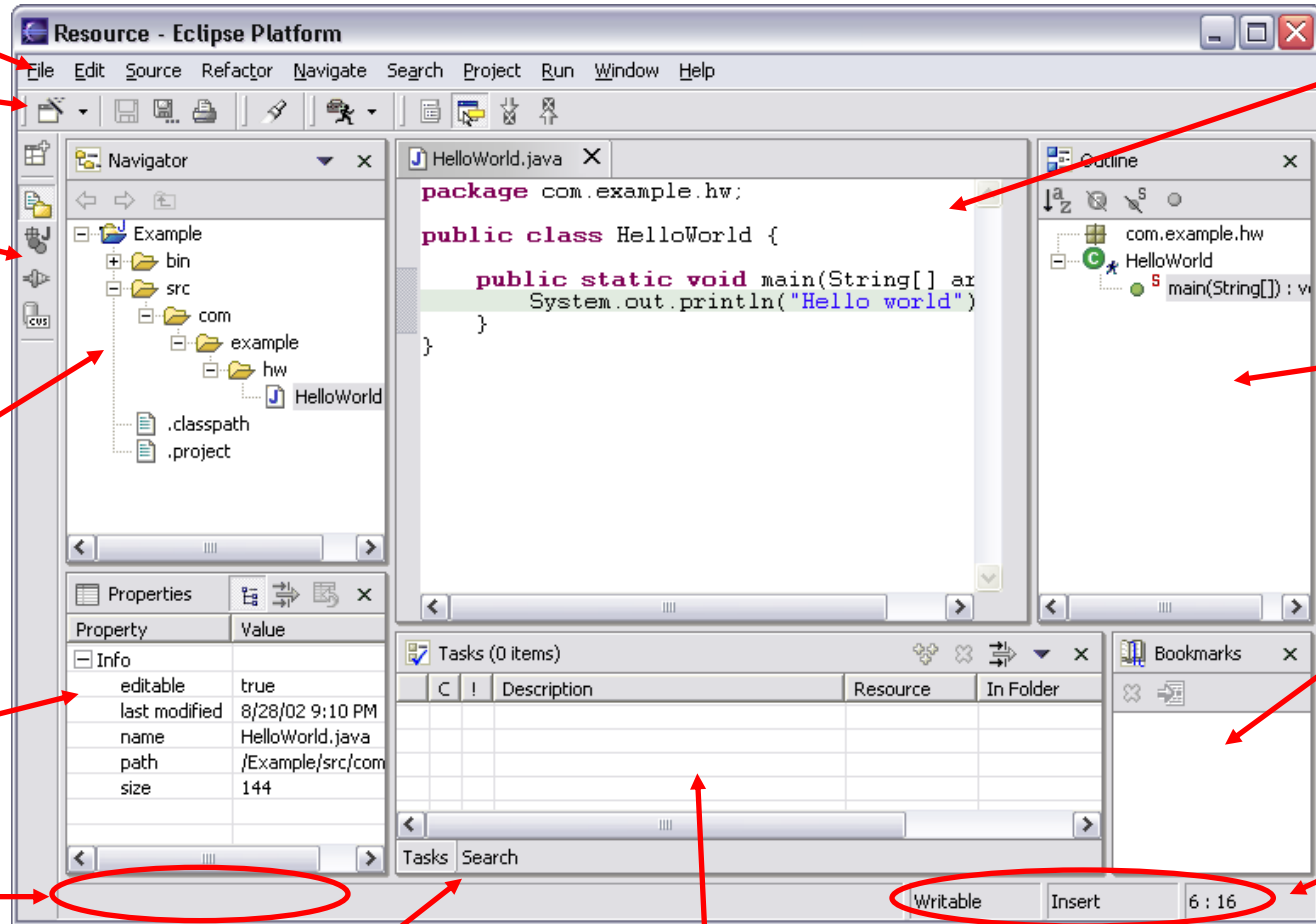 Resource - Eclipse Platform
File Edit Source Refactor Navigate Search Project Run Window Help
Navigator
Example
bin
src
com
example
hw
HelloWorld
.classpath
.project
HelloWorld.java
package com.example.hw;
public class HelloWorld {
public static void main(String[] ar
System.out.println("Hello world")
}
}
Outline
a
z
S
com.example.hw
C HelloWorld
S main(String[]) : v
Properties
Property Value
Info
editable true
last modified 8/28/02 9:10 PM
name HelloWorld.java
path /Example/src/com
size 144
Tasks (0 items)
C ! Description Resource In Folder
Tasks Search
Bookmarks
cvs
Writable Insert 6 : 16